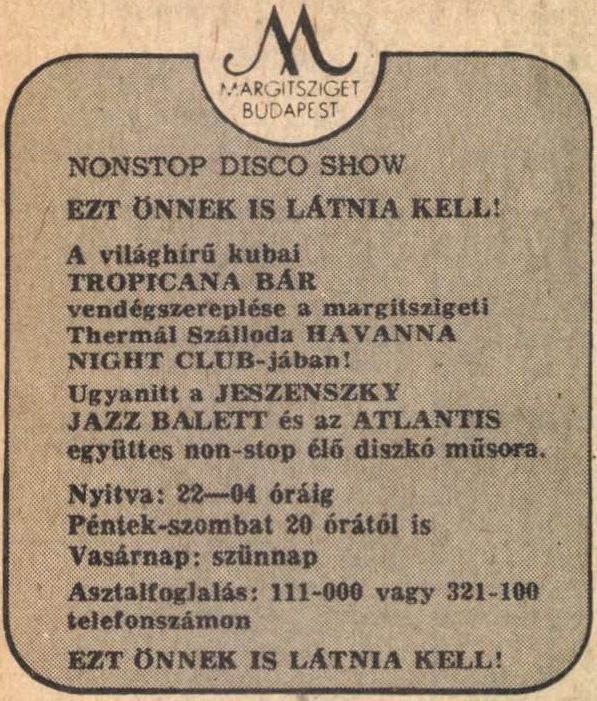 M
MARGITSZIGET
BUDAPEST
NONSTOP DISCO SHOW
EZT ÖNNEK IS LÁTNIA KELL!
A világhírű kubai
TROPICANA BÁR
vendégszereplése a margitszigeti
Thermál Szálloda HAVANNA
NIGHT CLUB-jában!
Ugyanitt a JESZENSZKY
JAZZ BALETT és az ATLANTIS
együttes non-stop élő diszkó műsora.
Nyitva: 22—04 óráig
Péntek-szombat 20 órától is
Vasárnap: szünnap
Asztalfoglalás: 111-000 vagy 321-100
telefonszámon
EZT ÖNNEK IS LÁTNIA KELL!